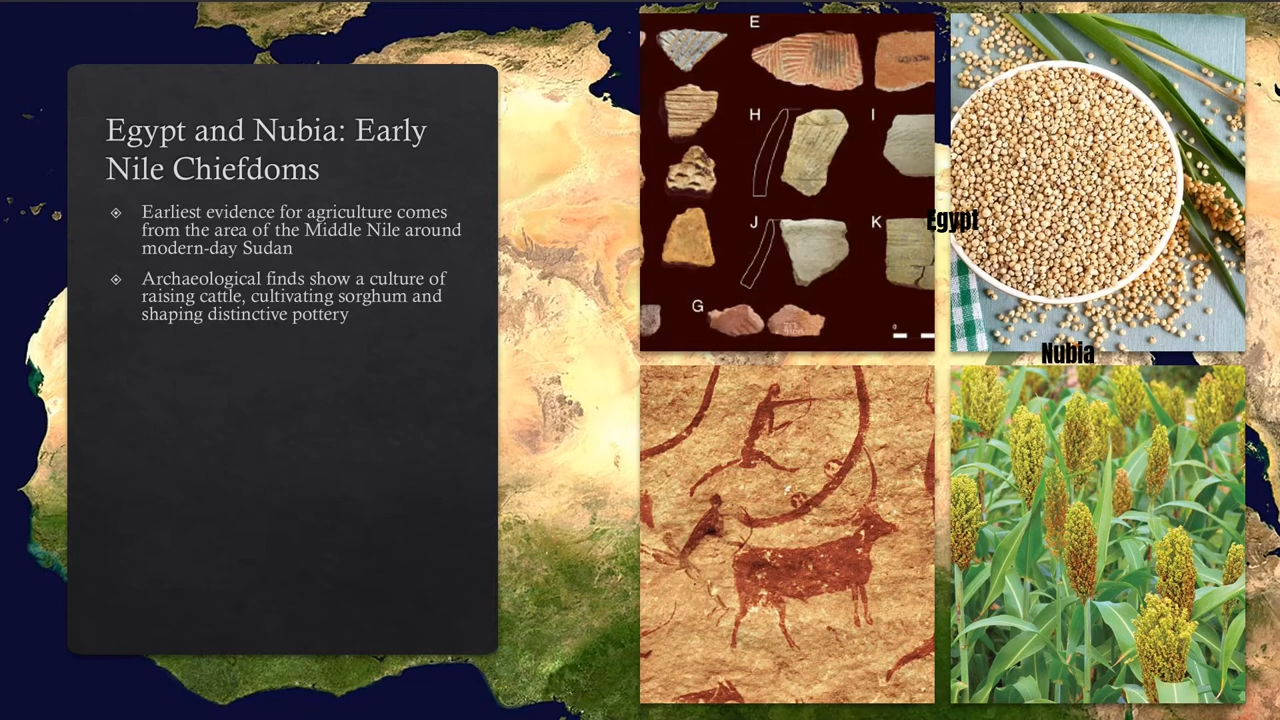 Egypt and Nubia: Early
Nile Chiefdoms
Earliest evidence for agriculture comes
from the area of the Middle Nile around
modern-day Sudan
Archaeological finds show a culture of
raising cattle, cultivating sorghum and
shaping distinctive pottery
E
H
I
J
K
G
0
Egypt
Nubia